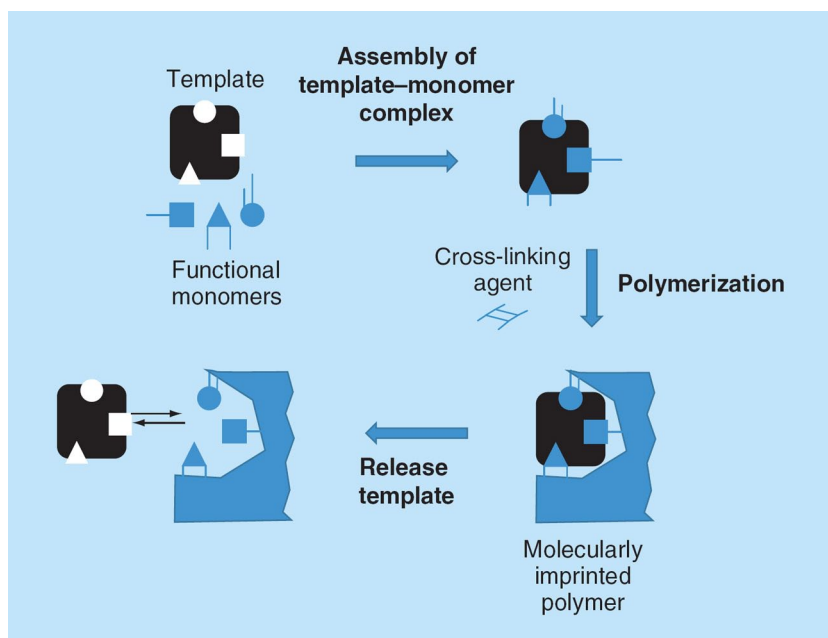 Template
Assembly of
template–monomer
complex
Functional
monomers
Cross-linking
agent
Polymerization
Release
template
Molecularly
imprinted
polymer